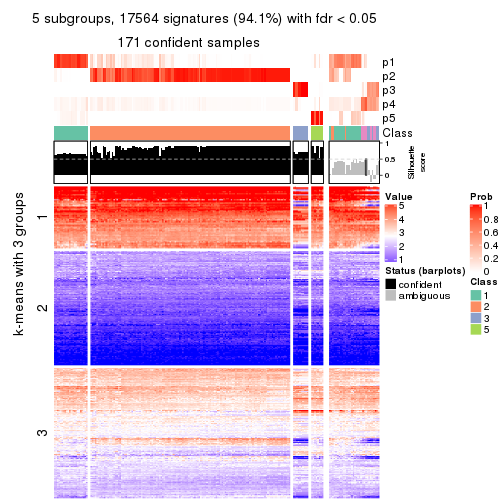 5 subgroups, 17564 signatures (94.1%) with fdr < 0.05
171 confident samples
p1
p2
p3
p4
p5
Class
1
0.5
0
Silhouette
score
k-means with 3 groups
1
2
3
Value
5
4
3
2
1
Status (barplots)
confident
ambiguous
Prob
1
0.8
0.6
0.4
0.2
0
Class
1
2
3
5